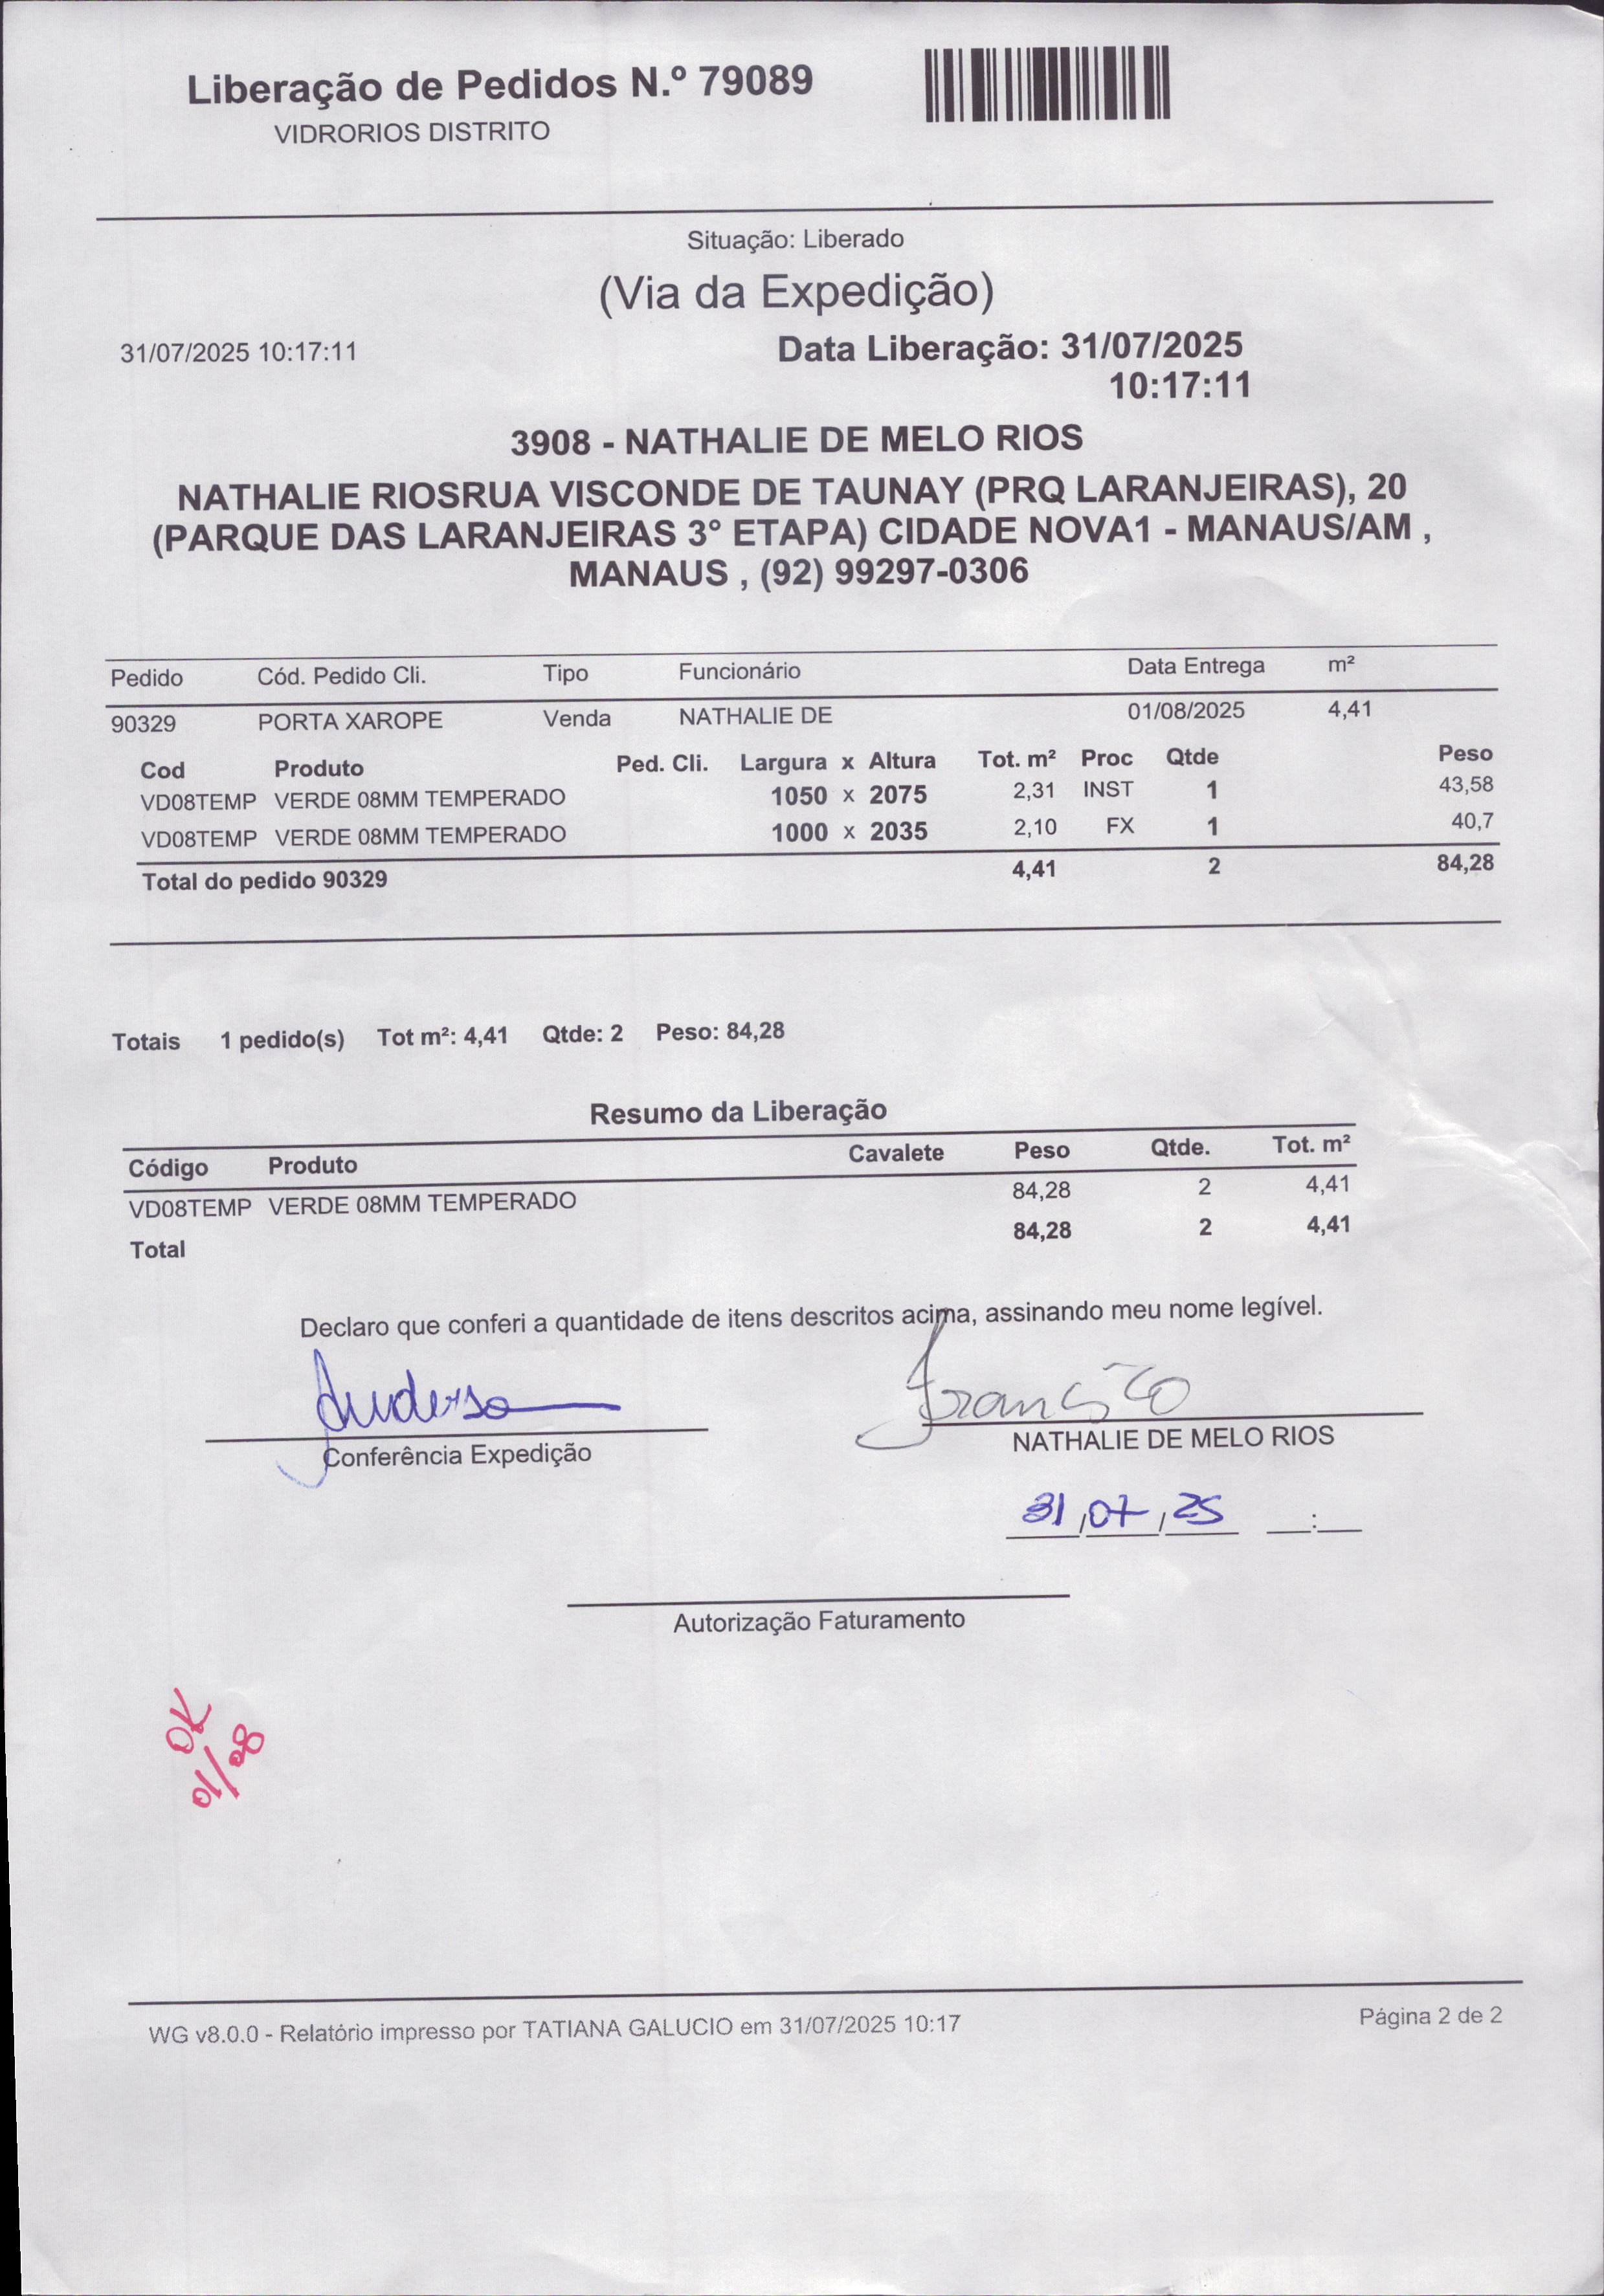 Liberação de Pedidos N.º 79089
VIDRORIOS DISTRITO
Situação: Liberado
(Via da Expedição)
31/07/2025 10:17:11
Data Liberação: 31/07/2025
10:17:11
3908 - NATHALIE DE MELO RIOS
NATHALIE RIOSRUA VISCONDE DE TAUNAY (PRQ LARANJEIRAS), 20
(PARQUE DAS LARANJEIRAS 3° ETAPA) CIDADE NOVA1 - MANAUS/AM ,
MANAUS , (92) 99297-0306
Pedido Cód. Pedido Cli. Tipo Funcionário Data Entrega m²
90329 PORTA XAROPE Venda NATHALIE DE 01/08/2025 4,41
Cod Produto Ped. Cli. Largura x Altura Tot. m² Proc Qtde Peso
VD08TEMP VERDE 08MM TEMPERADO 1050 x 2075 2,31 INST 1 43,58
VD08TEMP VERDE 08MM TEMPERADO 1000 x 2035 2,10 FX 1 40,7
Total do pedido 90329 4,41 2 84,28
Totais 1 pedido(s) Tot m²: 4,41 Qtde: 2 Peso: 84,28
Resumo da Liberação
Código Produto Cavalete Peso Qtde. Tot. m²
VD08TEMP VERDE 08MM TEMPERADO 84,28 2 4,41
Total 84,28 2 4,41
Declaro que conferi a quantidade de itens descritos acima, assinando meu nome legível.
Anderson Francisco
Conferência Expedição NATHALIE DE MELO RIOS
31/07/25 __:__
Autorização Faturamento
OK
01/08
WG v8.0.0 - Relatório impresso por TATIANA GALUCIO em 31/07/2025 10:17 Página 2 de 2